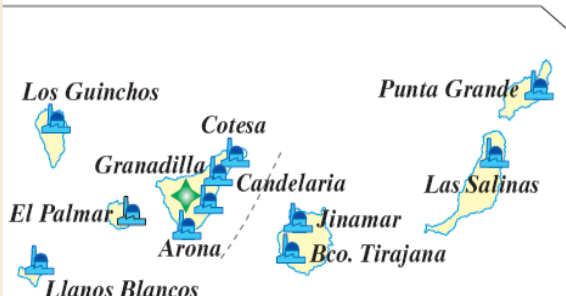 Los Guinchos
Punta Grande
Cotesa
Granadilla
Candelaria
Las Salinas
El Palmar
Jinamar
Arona
Bco. Tirajana
Llanos Blancos